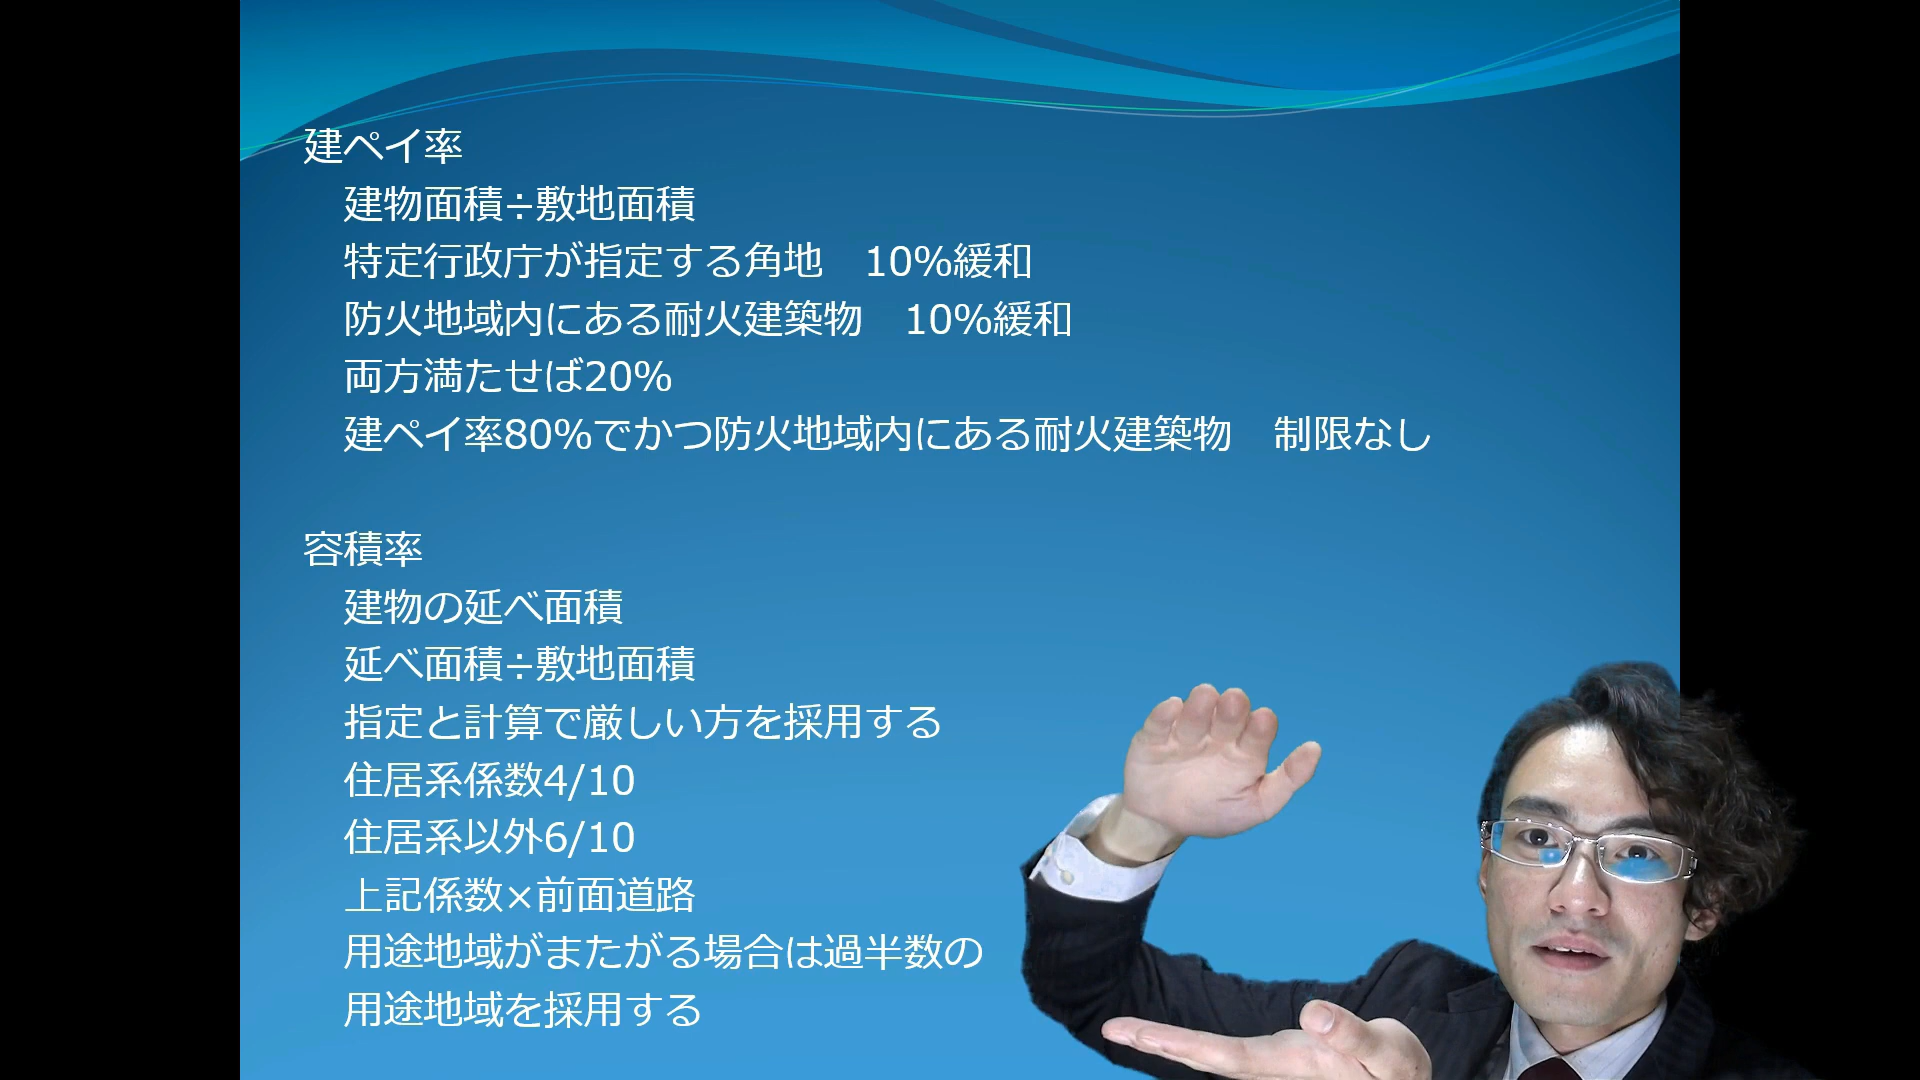 建ペイ率
建物面積÷敷地面積
特定行政庁が指定する角地　10%緩和
防火地域内にある耐火建築物　10%緩和
両方満たせば20%
建ペイ率80%でかつ防火地域内にある耐火建築物　制限なし
容積率
建物の延べ面積
延べ面積÷敷地面積
指定と計算で厳しい方を採用する
住居系係数4/10
住居系以外6/10
上記係数×前面道路
用途地域がまたがる場合は過半数の
用途地域を採用する